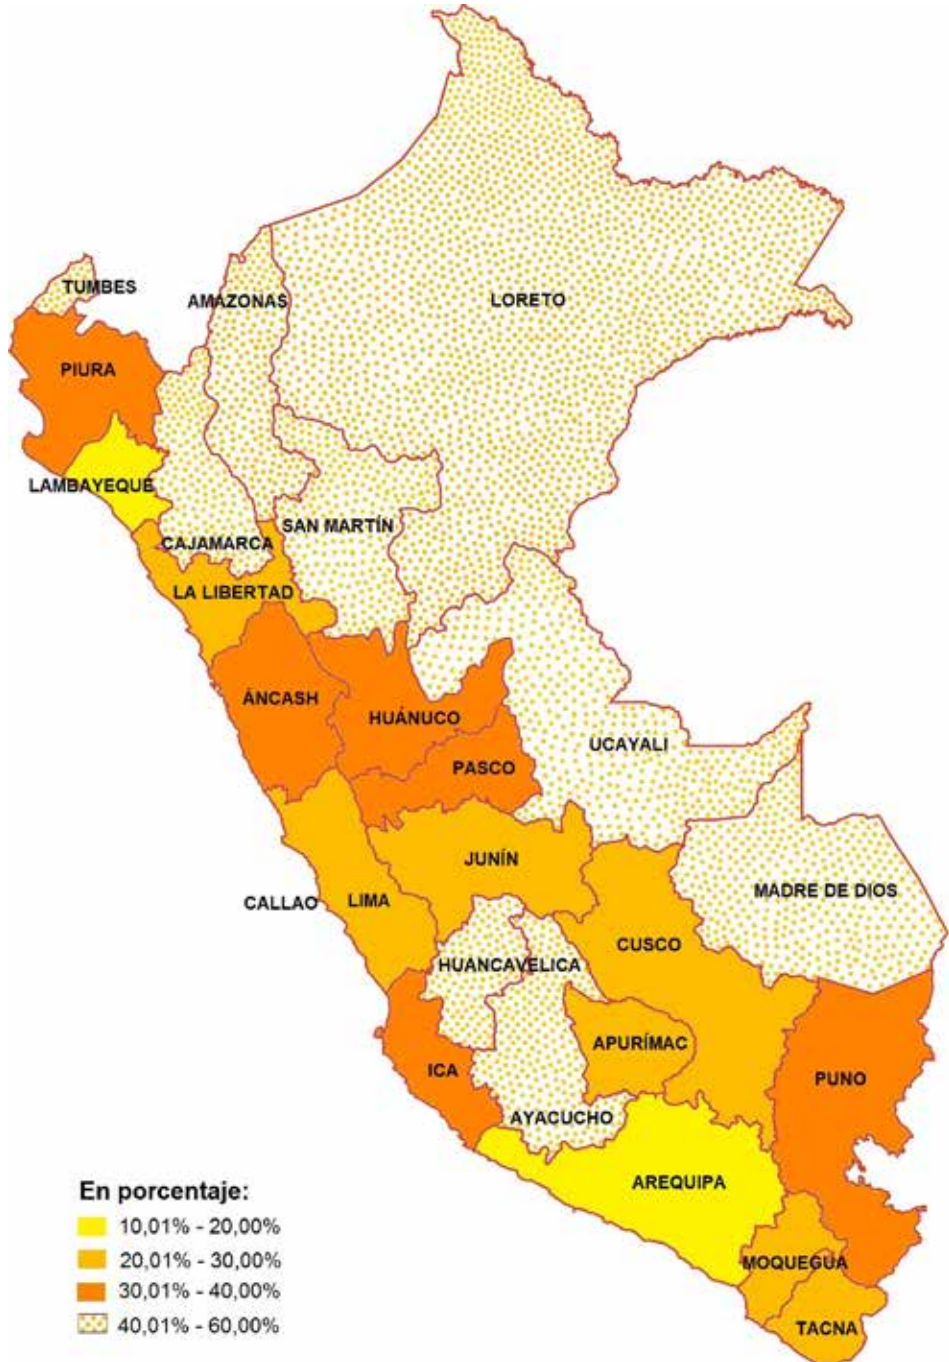 TUMBES
AMAZONAS
LORETO
PIURA
LAMBAYEQUE
SAN MARTÍN
CAJAMARCA
LA LIBERTAD
ÁNCASH
HUÁNUCO
UCAYALI
PASCO
JUNÍN
MADRE DE DIOS
CALLAO
LIMA
CUSCO
HUANCAVELICA
APURÍMAC
ICA
PUNO
AYACUCHO
AREQUIPA
MOQUEGUA
TACNA
En porcentaje:
10,01% - 20,00%
20,01% - 30,00%
30,01% - 40,00%
40,01% - 60,00%